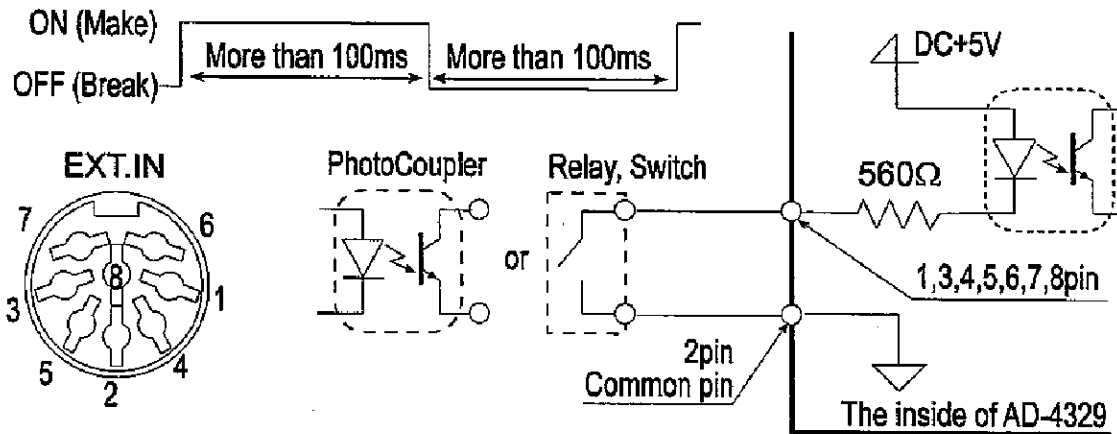 ON (Make)
OFF (Break)
More than 100ms
More than 100ms
DC+5V
EXT.IN
7
6
8
3
1
5
4
2
PhotoCoupler
or
Relay, Switch
560Ω
1,3,4,5,6,7,8pin
2pin
Common pin
The inside of AD-4329